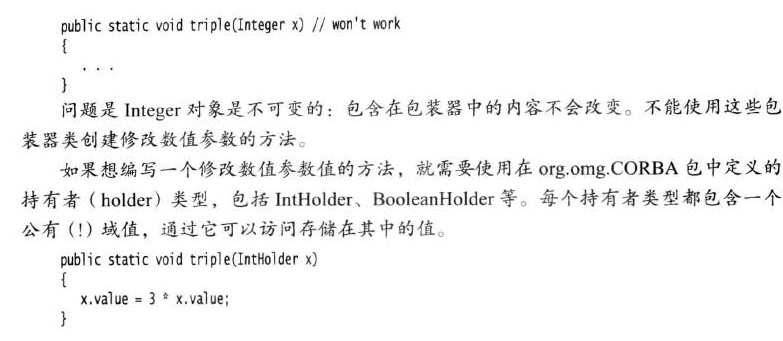 public static void triple(Integer x) // won't work
{
. . .
}
问题是 Integer 对象是不可变的：包含在包装器中的内容不会改变。不能使用这些包
装器类创建修改数值参数的方法。
如果想编写一个修改数值参数值的方法，就需要使用在 org.omg.CORBA 包中定义的
持有者（holder）类型，包括 IntHolder、BooleanHolder 等。每个持有者类型都包含一个
公有（!）域值，通过它可以访问存储在其中的值。
public static void triple(IntHolder x)
{
x.value = 3 * x.value;
}